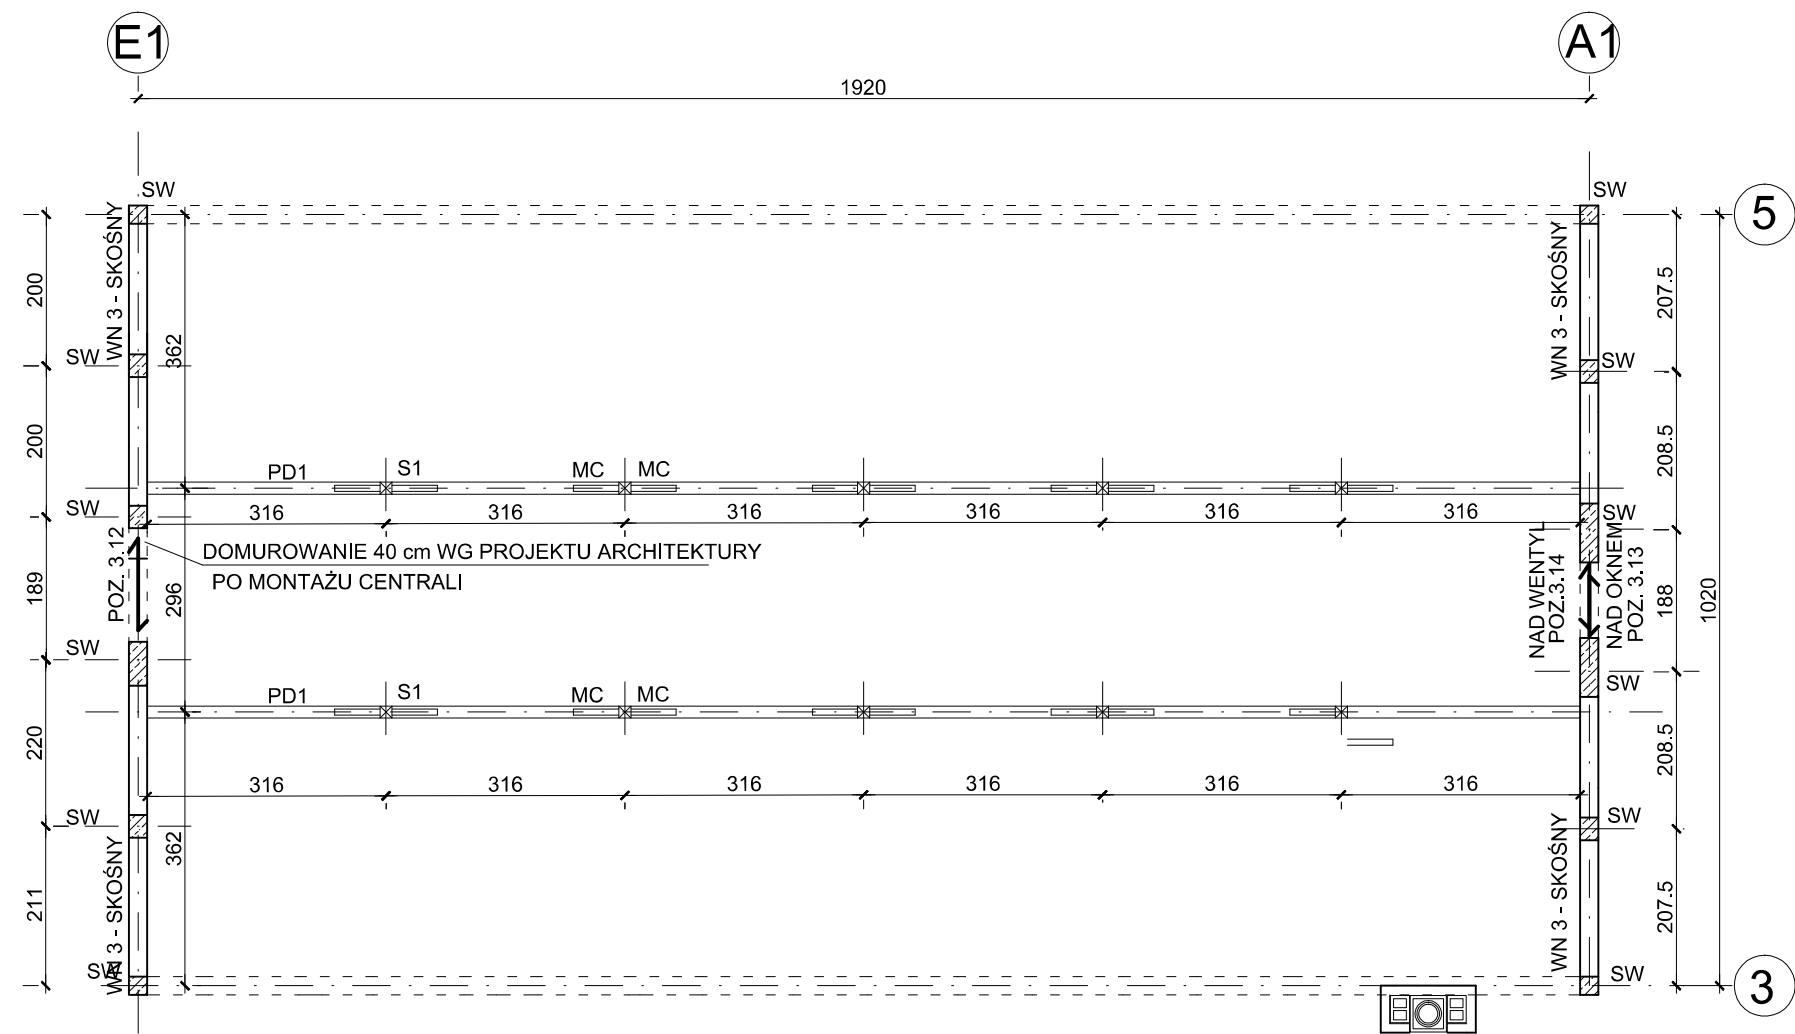 E1
A1
1920
SW
SW
5
WN 3 - SKOŚNY
WN 3 - SKOŚNY
200
207.5
362
SW
SW
200
208.5
PD1
S1
MC
MC
SW
SW
316
316
316
316
316
316
POZ. 3.12
DOMUROWANIE 40 cm WG PROJEKTU ARCHITEKTURY
PO MONTAŻU CENTRALI
NAD WENTYL
POZ.3.14
NAD OKNEM
POZ. 3.13
189
296
188
1020
SW
SW
PD1
S1
MC
MC
220
208.5
316
316
316
316
316
316
SW
SW
362
WN 3 - SKOŚNY
WN 3 - SKOŚNY
211
207.5
SW
SW
3